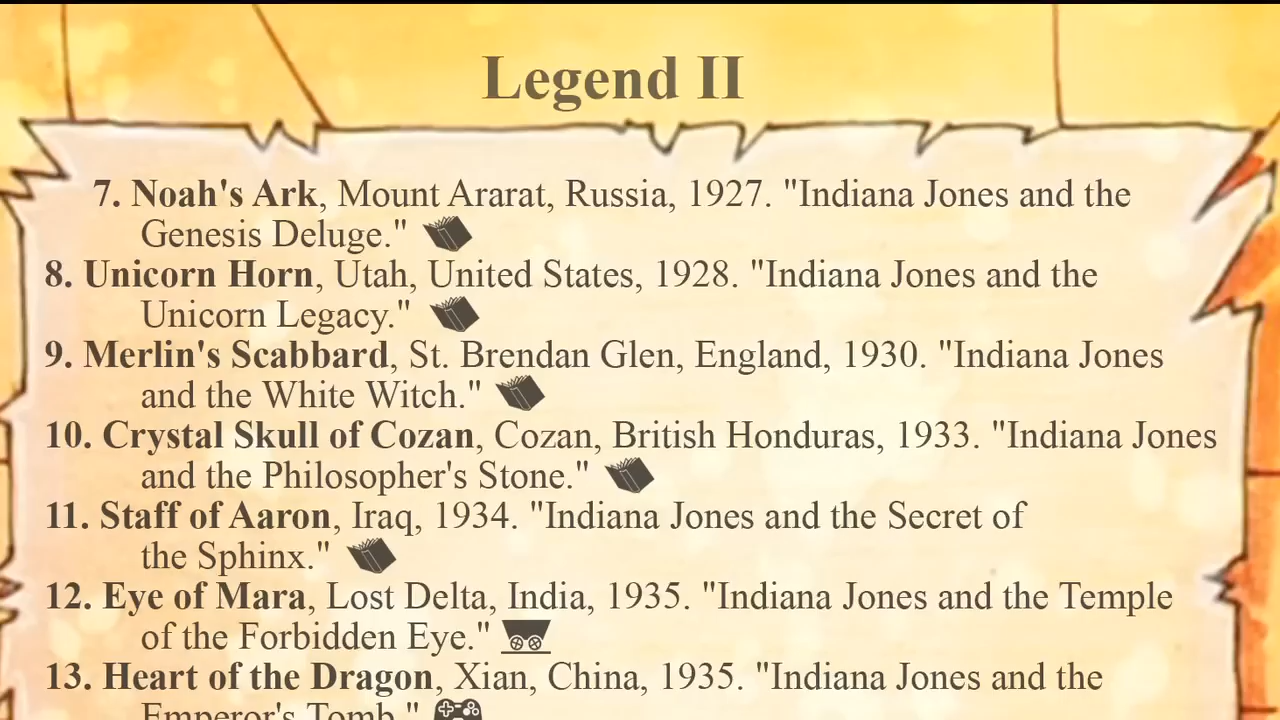 Legend II
7. Noah's Ark, Mount Ararat, Russia, 1927. "Indiana Jones and the
Genesis Deluge."
8. Unicorn Horn, Utah, United States, 1928. "Indiana Jones and the
Unicorn Legacy."
9. Merlin's Scabbard, St. Brendan Glen, England, 1930. "Indiana Jones
and the White Witch."
10. Crystal Skull of Cozan, Cozan, British Honduras, 1933. "Indiana Jones
and the Philosopher's Stone."
11. Staff of Aaron, Iraq, 1934. "Indiana Jones and the Secret of
the Sphinx."
12. Eye of Mara, Lost Delta, India, 1935. "Indiana Jones and the Temple
of the Forbidden Eye."
13. Heart of the Dragon, Xian, China, 1935. "Indiana Jones and the
Emperor's Tomb."